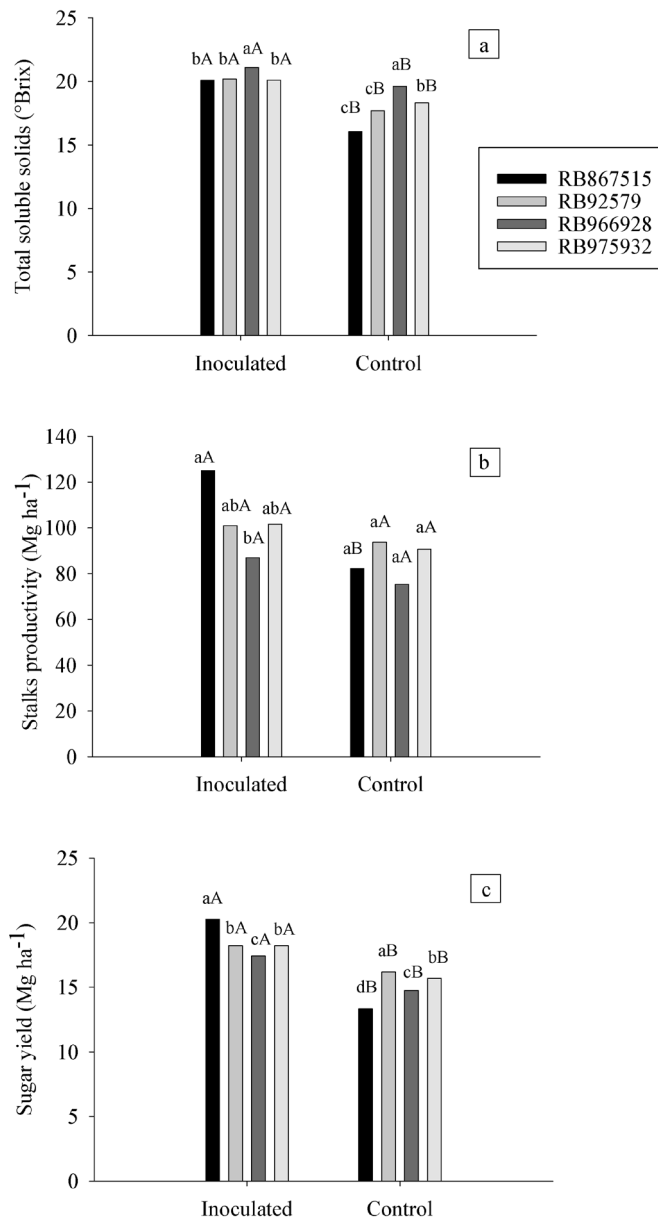 a
25
20
15
10
5
0
Total soluble solids (°Brix)
bA bA aA bA
cB cB aB bB
Inoculated Control
RB867515
RB92579
RB966928
RB975932
b
140
120
100
80
60
40
20
0
Stalks productivity (Mg ha⁻¹)
aA abA bA abA
aB aA aA aA
Inoculated Control
c
25
20
15
10
5
0
Sugar yield (Mg ha⁻¹)
aA bA cA bA
dB aB cB bB
Inoculated Control